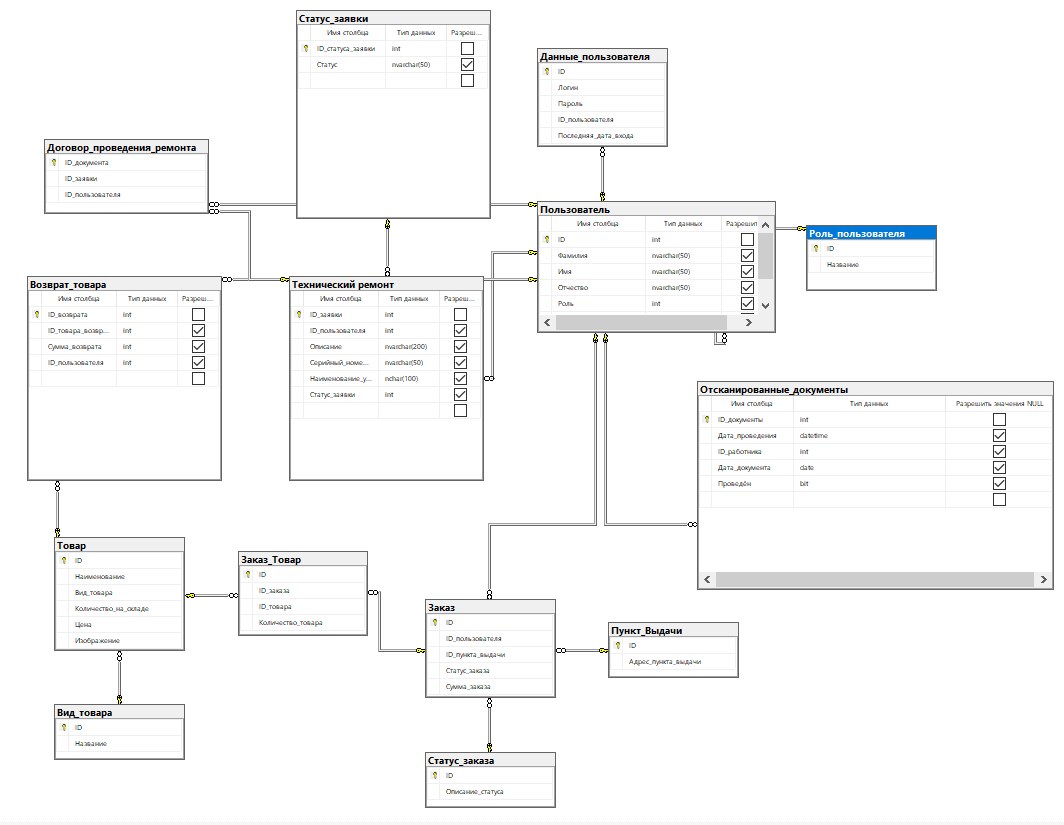 Статус_заявки
Имя столбца Тип данных Разреш...
ID_статуса_заявки int
Статус nvarchar(50)
Данные_пользователя
ID
Логин
Пароль
ID_пользователя
Последняя_дата_входа
Договор_проведения_ремонта
ID_документа
ID_заявки
ID_пользователя
Пользователь
Имя столбца Тип данных Разрешит
ID int
Фамилия nvarchar(50)
Имя nvarchar(50)
Отчество nvarchar(50)
Роль int
Роль_пользователя
ID
Название
Возврат_товара
Имя столбца Тип данных Разреш...
ID_возврата int
ID_товара_возвр... int
Сумма_возврата int
ID_пользователя int
Технический ремонт
Имя столбца Тип данных Разреш...
ID_заявки int
ID_пользователя int
Описание nvarchar(200)
Серийный_номе... nvarchar(50)
Наименование_у... nchar(100)
Статус_заявки int
Отсканированные_документы
Имя столбца Тип данных Разрешить значения NULL
ID_документы int
Дата_проведения datetime
ID_работника int
Дата_документа date
Проведён bit
Товар
ID
Наименование
Вид_товара
Количество_на_складе
Цена
Изображение
Заказ_Товар
ID
ID_заказа
ID_товара
Количество_товара
Заказ
ID
ID_пользователя
ID_пункта_выдачи
Статус_заказа
Сумма_заказа
Пункт_Выдачи
ID
Адрес_пункта_выдачи
Вид_товара
ID
Название
Статус_заказа
ID
Описание_статуса